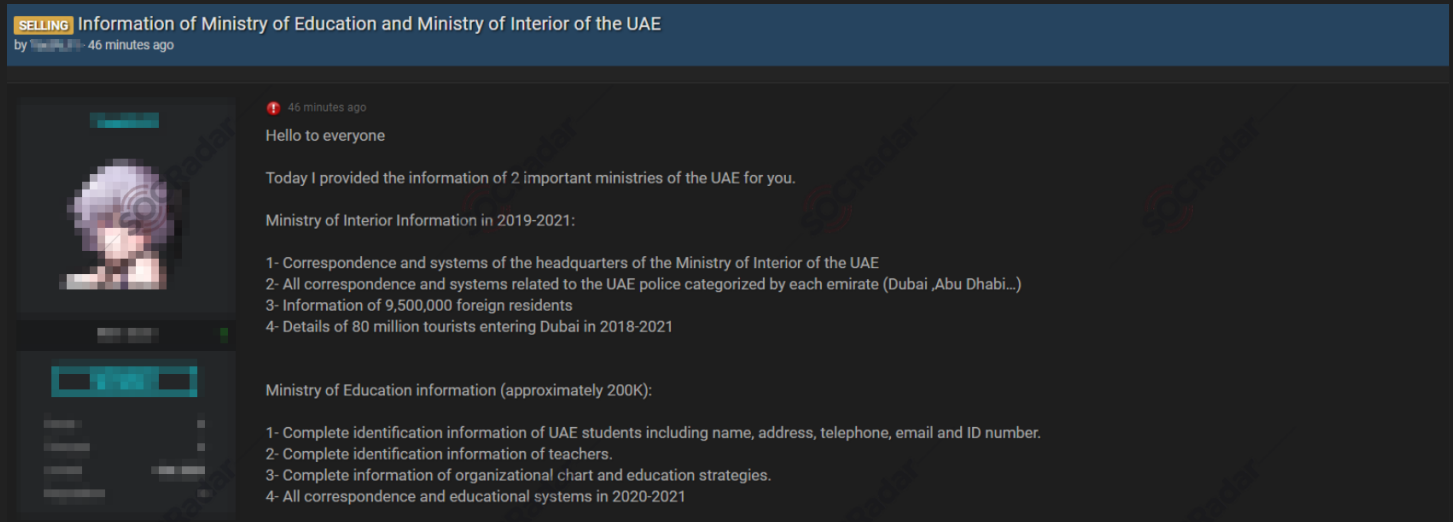 SELLING Information of Ministry of Education and Ministry of Interior of the UAE
by - 46 minutes ago
46 minutes ago
Hello to everyone
Today I provided the information of 2 important ministries of the UAE for you.
Ministry of Interior Information in 2019-2021:
1- Correspondence and systems of the headquarters of the Ministry of Interior of the UAE
2- All correspondence and systems related to the UAE police categorized by each emirate (Dubai ,Abu Dhabi...)
3- Information of 9,500,000 foreign residents
4- Details of 80 million tourists entering Dubai in 2018-2021
Ministry of Education information (approximately 200K):
1- Complete identification information of UAE students including name, address, telephone, email and ID number.
2- Complete identification information of teachers.
3- Complete information of organizational chart and education strategies.
4- All correspondence and educational systems in 2020-2021
SOCRadar
SOCRadar
SOCRadar
SOCRadar